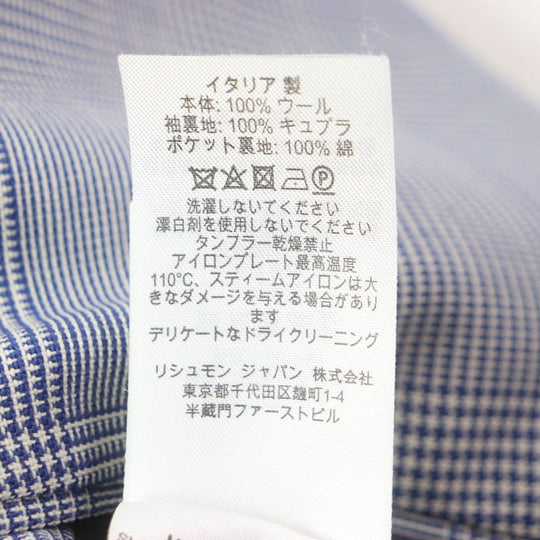 イタリア 製
本体: 100% ウール
袖裏地: 100% キュプラ
ポケット裏地: 100% 綿
洗濯しないてください
漂白剤を使用しないでください
タンブラー乾燥禁止
アイロンプレート最高温度
110°C、スティームアイロンは大
きなダメージを与える場合があり
ます
デリケートなドライクリーニング
リシュモン ジャパン 株式会社
東京都千代田区麹町1-4
半蔵門ファーストビル